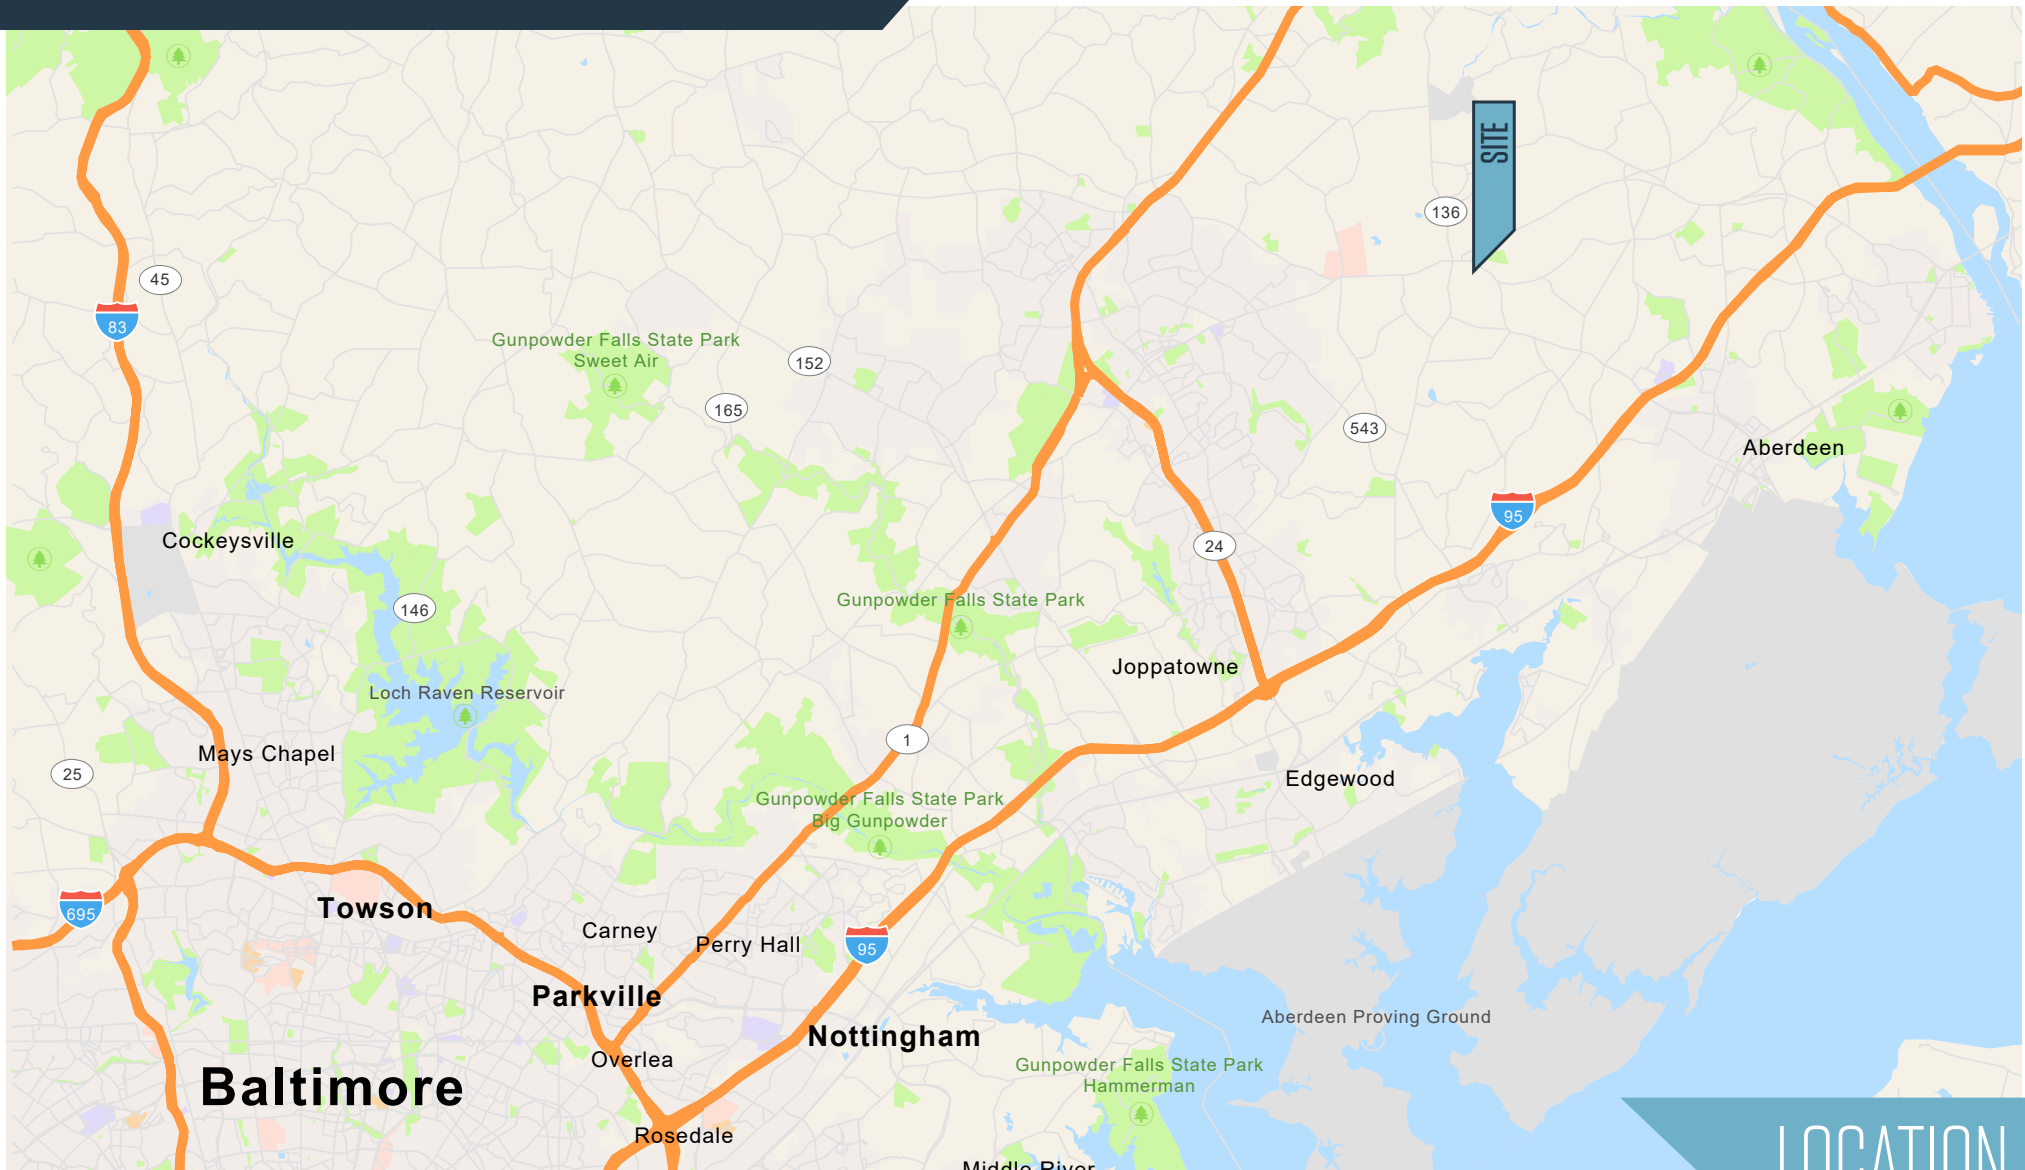 SITE
136
45
83
Gunpowder Falls State Park
Sweet Air
152
165
543
Aberdeen
95
Cockeysville
24
146
Gunpowder Falls State Park
Joppatowne
Loch Raven Reservoir
1
Mays Chapel
25
Edgewood
Gunpowder Falls State Park
Big Gunpowder
695
Towson
Carney
Perry Hall
95
Parkville
Aberdeen Proving Ground
Nottingham
Overlea
Gunpowder Falls State Park
Hammerman
Baltimore
Rosedale
LOCATION
Middle River